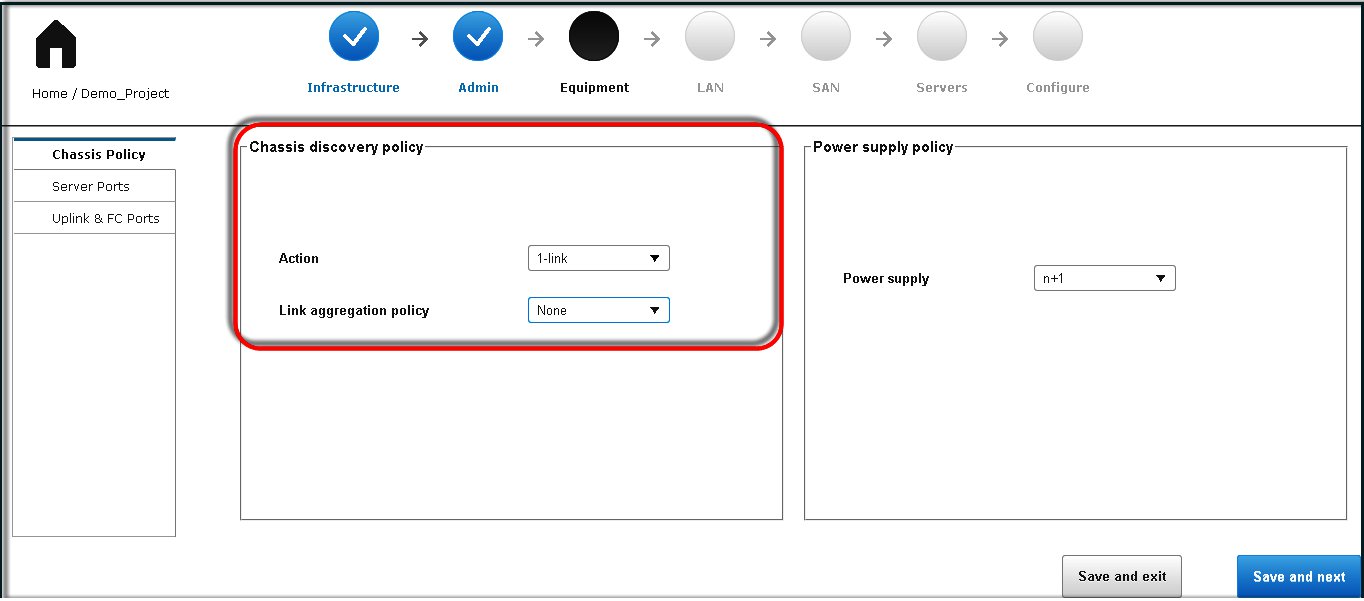 Home / Demo_Project
Infrastructure
Admin
Equipment
LAN
SAN
Servers
Configure
Chassis Policy
Server Ports
Uplink & FC Ports
Chassis discovery policy
Action
1-link
Link aggregation policy
None
Power supply policy
Power supply
n+1
Save and exit
Save and next